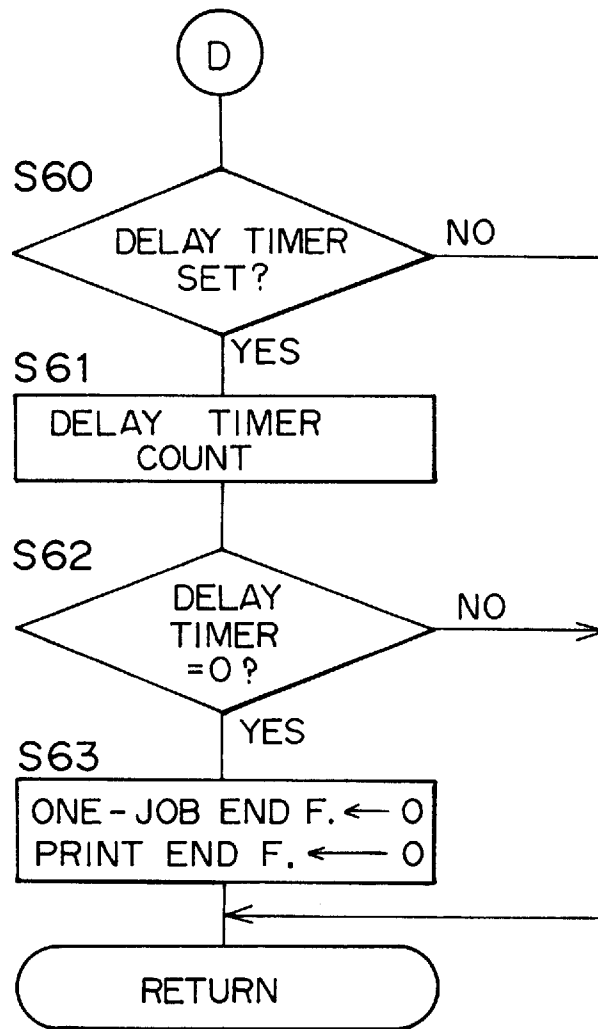 D
S60
DELAY TIMER
SET?
NO
YES
S61
DELAY TIMER
COUNT
S62
DELAY
TIMER
=0?
NO
YES
S63
ONE-JOB END F. ← 0
PRINT END F. ← 0
RETURN